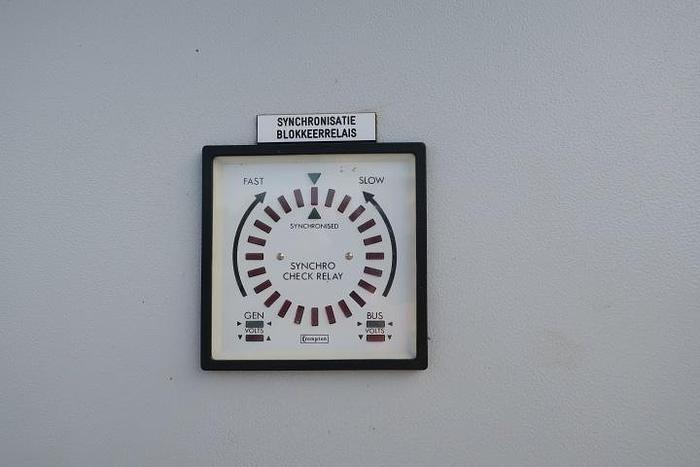 SYNCHRONISATIE
BLOKKEERRELAIS
FAST
SLOW
SYNCHRONISED
SYNCHRO
CHECK RELAY
GEN
VOLTS
BUS
VOLTS
Crompton